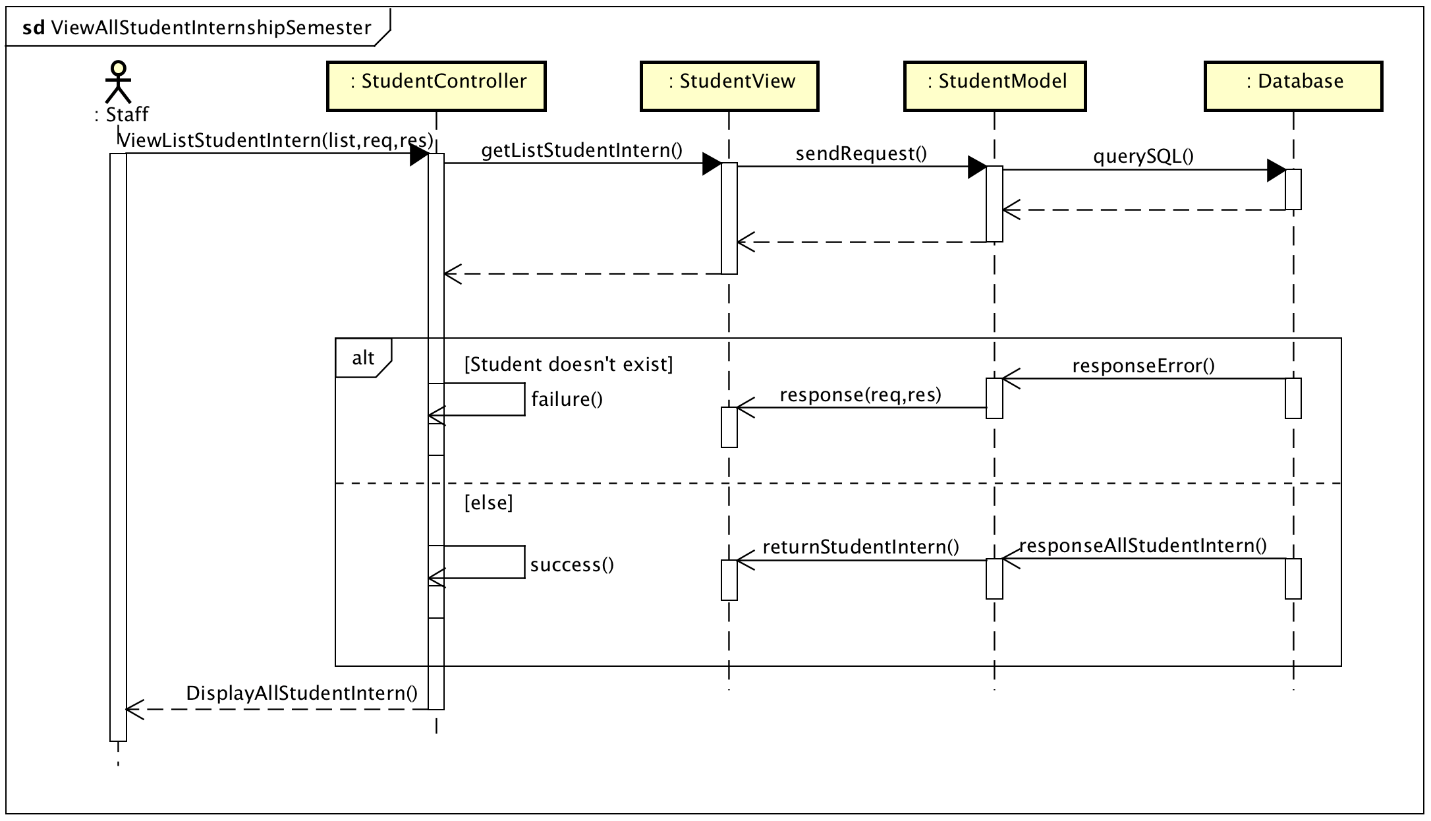 sd ViewAllStudentInternshipSemester
: Staff
: StudentController
: StudentView
: StudentModel
: Database
ViewListStudentIntern(list,req,res)
getListStudentIntern()
sendRequest()
querySQL()
alt
[Student doesn't exist]
responseError()
failure()
response(req,res)
[else]
returnStudentIntern()
responseAllStudentIntern()
success()
DisplayAllStudentIntern()